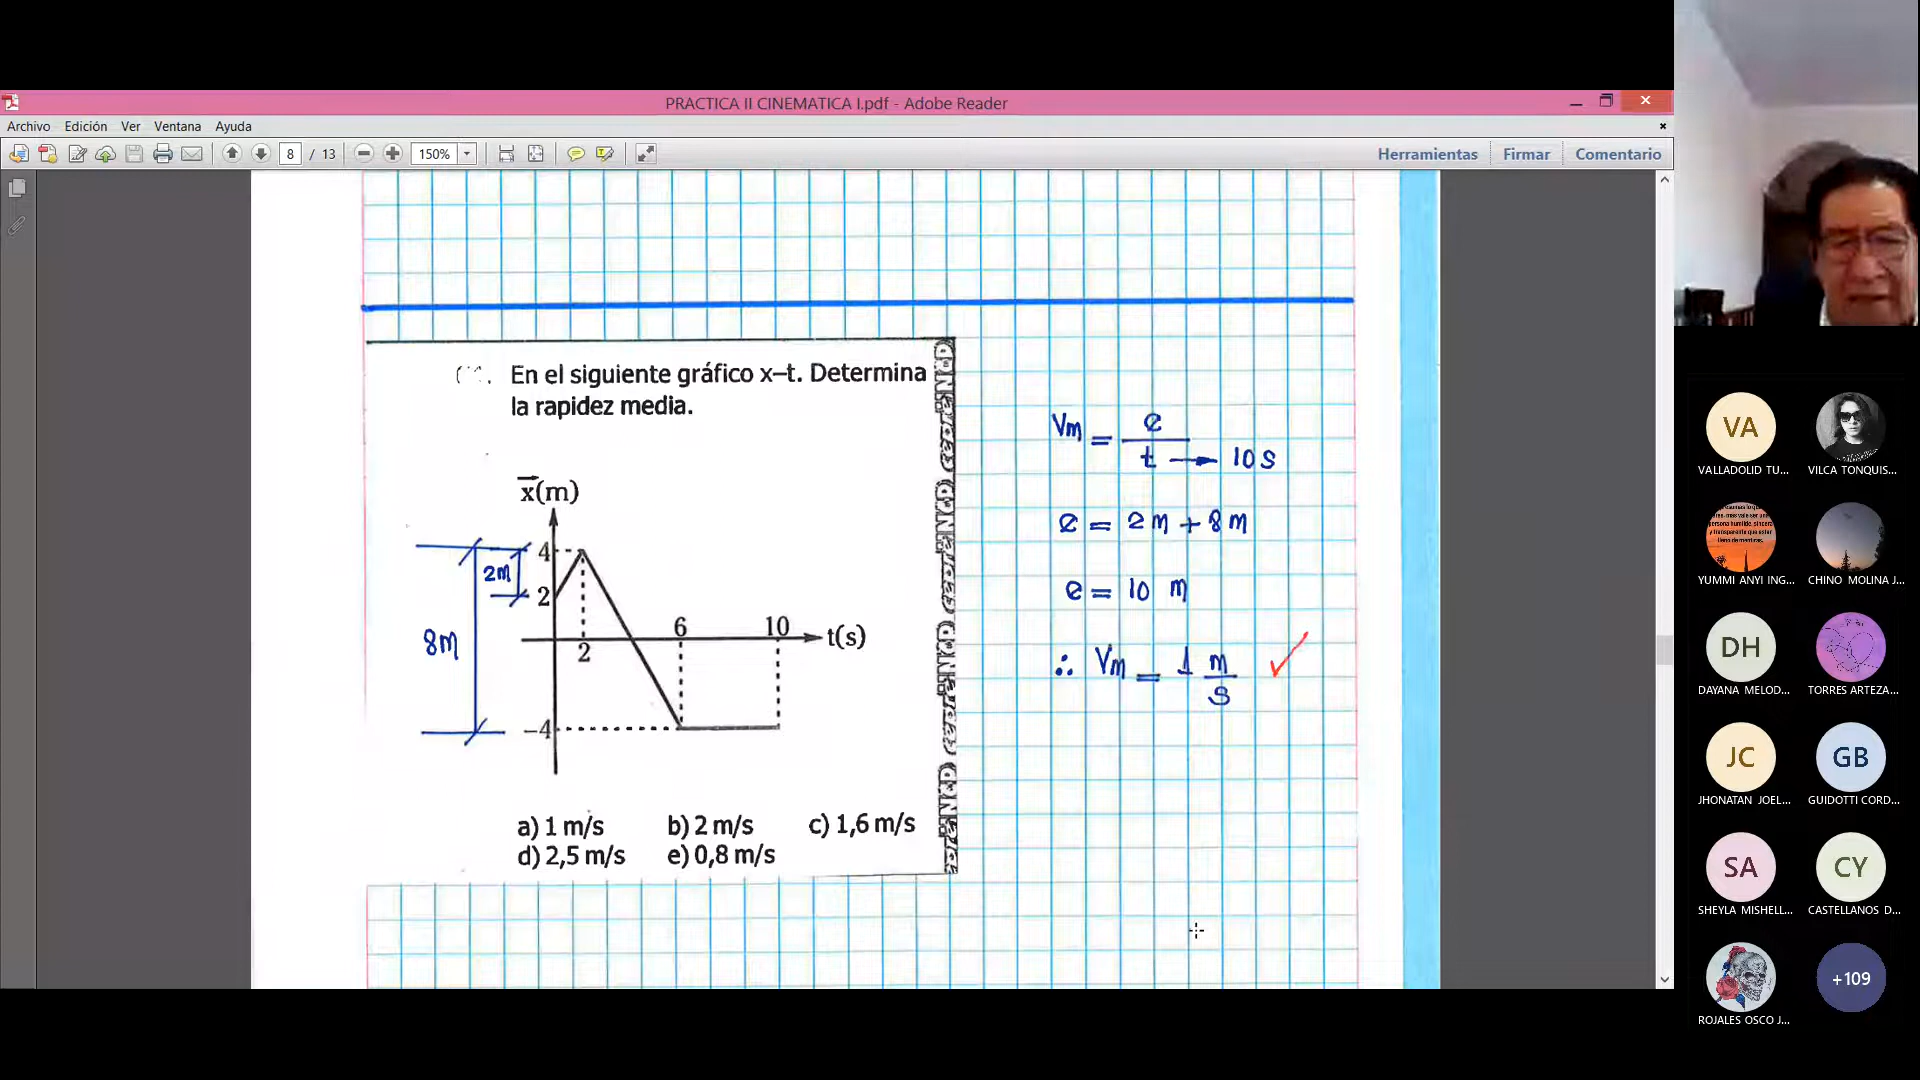 PRACTICA II CINEMATICA I.pdf - Adobe Reader
Archivo Edición Ver Ventana Ayuda
8 / 13 150% Herramientas Firmar Comentario
En el siguiente gráfico x–t. Determina
la rapidez media.
x(m)
4
2m
2
8m
6 10 t(s)
2
-4
a) 1 m/s b) 2 m/s c) 1,6 m/s
d) 2,5 m/s e) 0,8 m/s
Vm = e / t → 10 s
e = 2 m + 8 m
e = 10 m
∴ Vm = 1 m/s ✓
VA
VALLADOLID TU...
VILCA TONQUIS...
YUMMI ANYI ING...
CHINO MOLINA J...
DH
DAYANA MELOD...
TORRES ARTEZA...
JC GB
JHONATAN JOEL...
GUIDOTTI CORD...
SA CY
SHEYLA MISHELL...
CASTELLANOS D...
+109
ROJALES OSCO J...